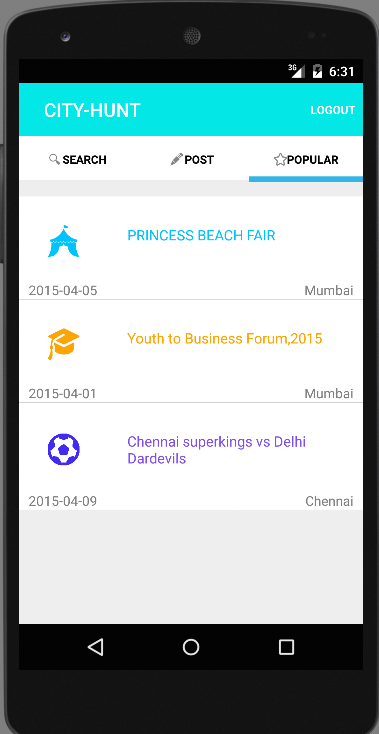 3G 6:31
CITY-HUNT LOGOUT
SEARCH POST POPULAR
PRINCESS BEACH FAIR
2015-04-05 Mumbai
Youth to Business Forum,2015
2015-04-01 Mumbai
Chennai superkings vs Delhi
Dardevils
2015-04-09 Chennai